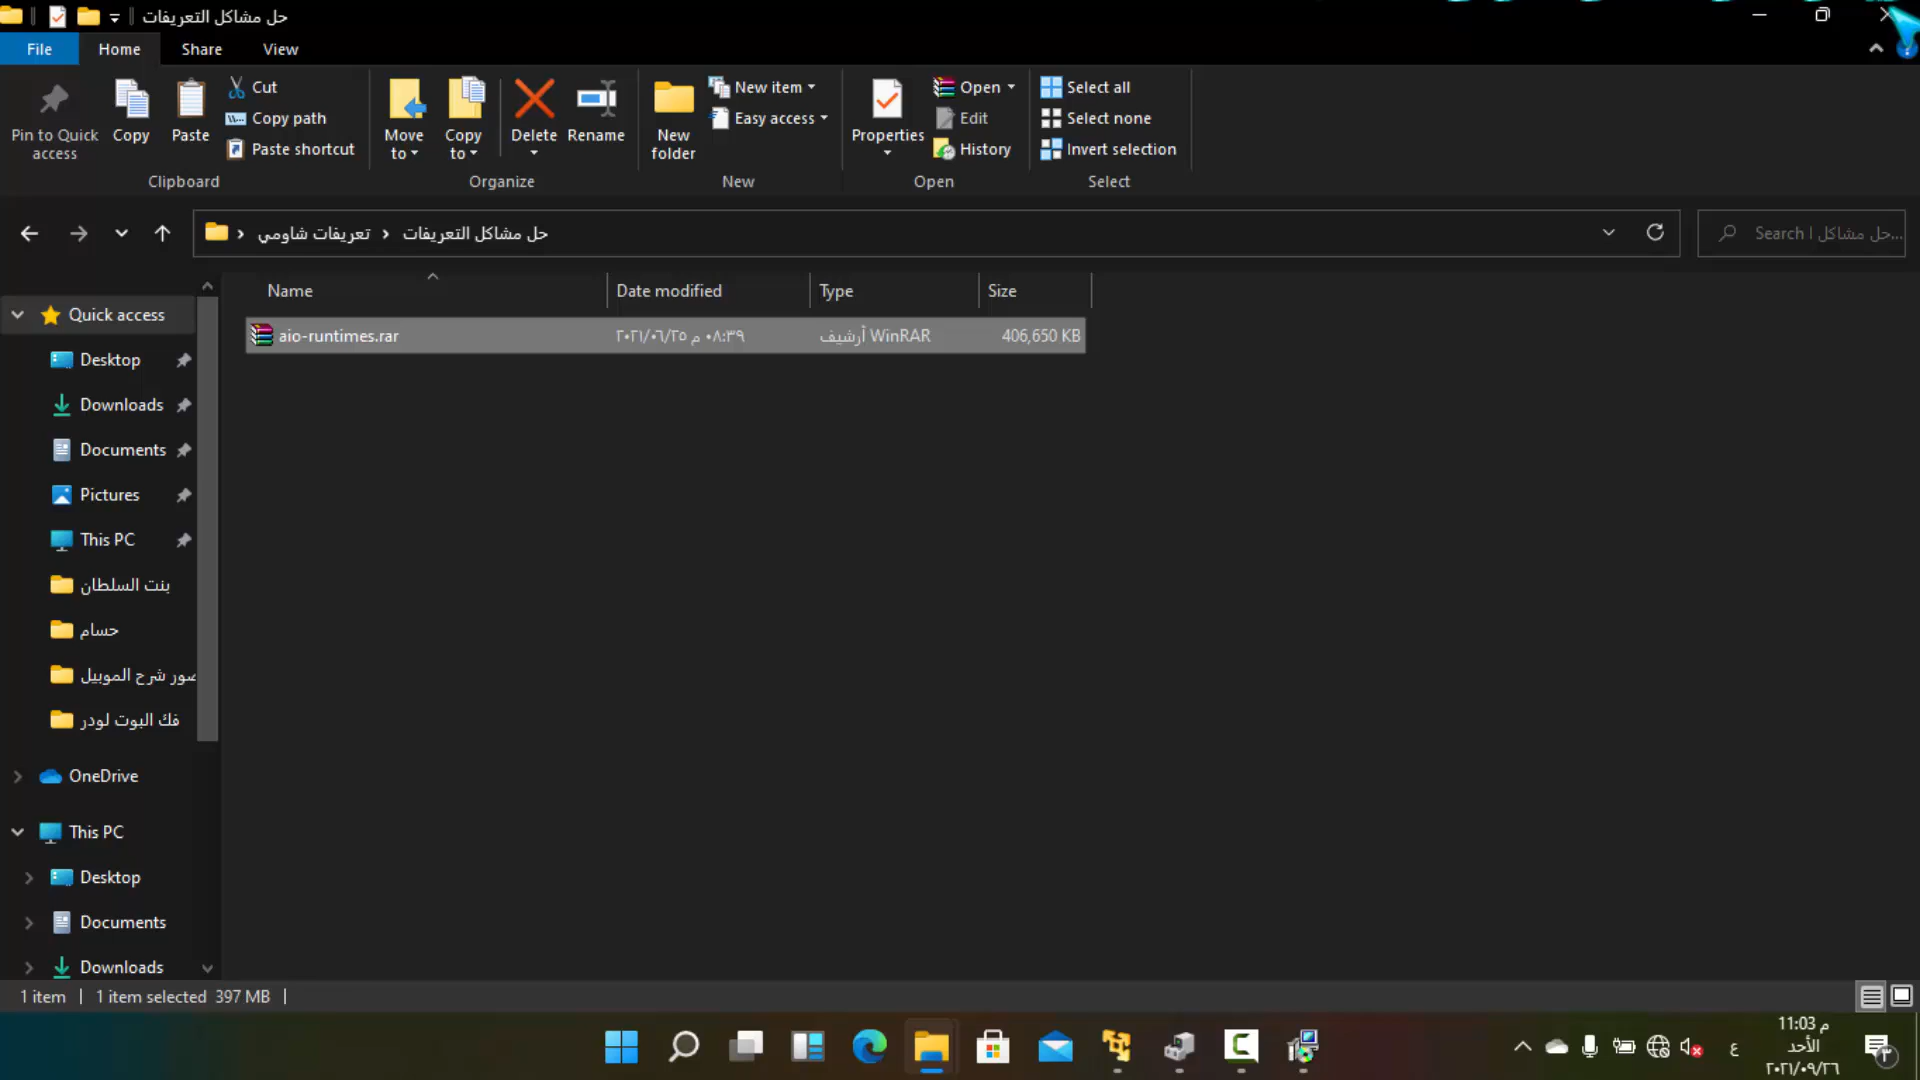 حل مشاكل التعريفات
File Home Share View
Pin to Quick access
Copy
Paste
Cut
Copy path
Paste shortcut
Clipboard
Move to
Copy to
Delete
Rename
Organize
New folder
New item
Easy access
New
Properties
Open
Edit
History
Open
Select all
Select none
Invert selection
Select
تعريفات شاومي › حل مشاكل التعريفات
Search حل مشاكل...
Name Date modified Type Size
aio-runtimes.rar ٢٠٢١/٠٦/٢٥ ٠٨:٣٩ م أرشيف WinRAR 406,650 KB
Quick access
Desktop
Downloads
Documents
Pictures
This PC
بنت السلطان
حسام
صور شرح الموبيل
فك البوت لودر
OneDrive
This PC
Desktop
Documents
Downloads
1 item 1 item selected 397 MB
ع
11:03 م
الأحد
٢٠٢١/٠٩/٢٦
٣